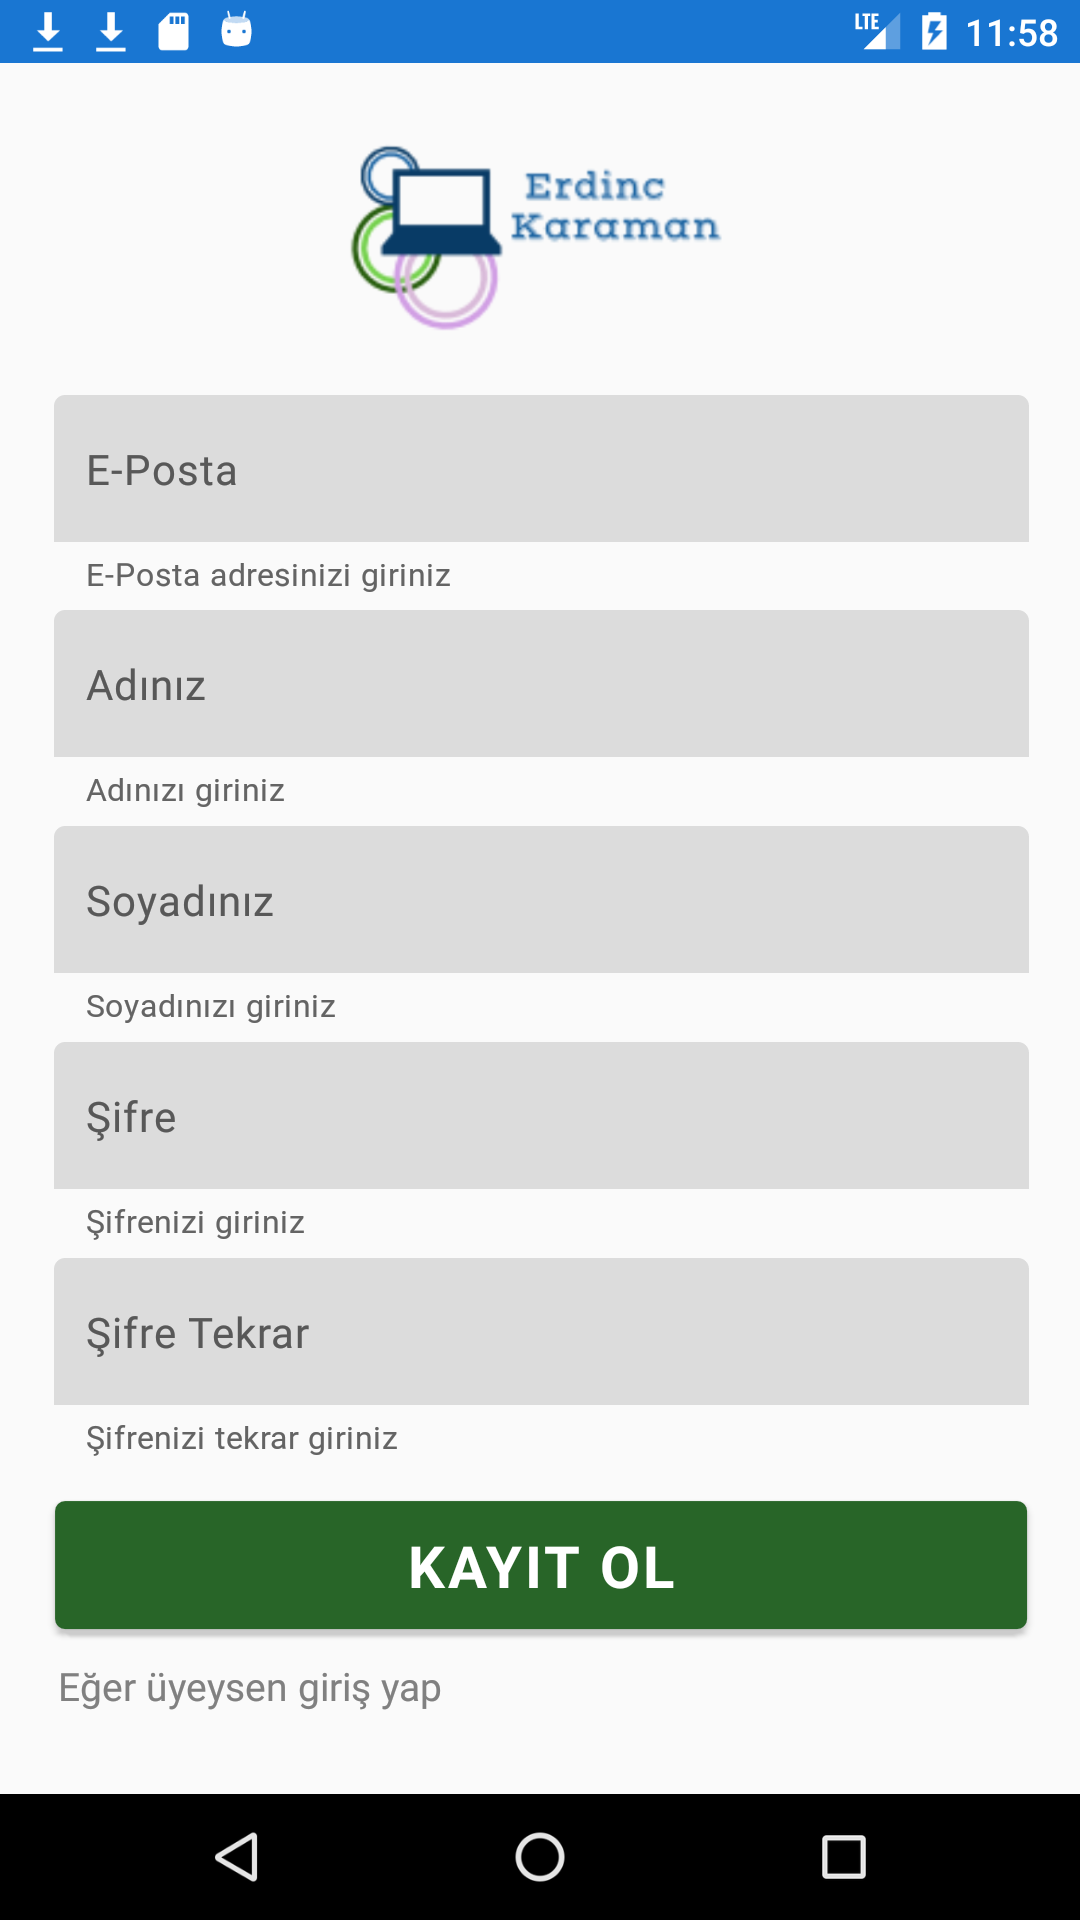 LTE 11:58
Erdinc
Karaman
E-Posta
E-Posta adresinizi giriniz
Adınız
Adınızı giriniz
Soyadınız
Soyadınızı giriniz
Şifre
Şifrenizi giriniz
Şifre Tekrar
Şifrenizi tekrar giriniz
KAYIT OL
Eğer üyeysen giriş yap